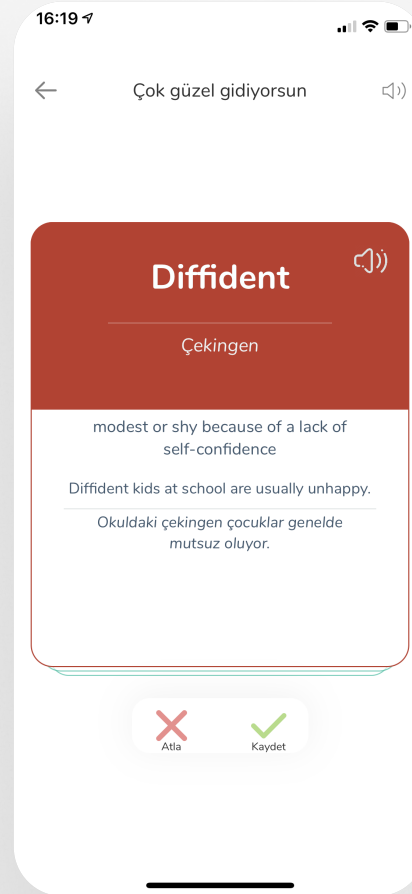 16:19
Çok güzel gidiyorsun
Diffident
Çekingen
modest or shy because of a lack of
self-confidence
Diffident kids at school are usually unhappy.
Okuldaki çekingen çocuklar genelde
mutsuz oluyor.
Atla
Kaydet